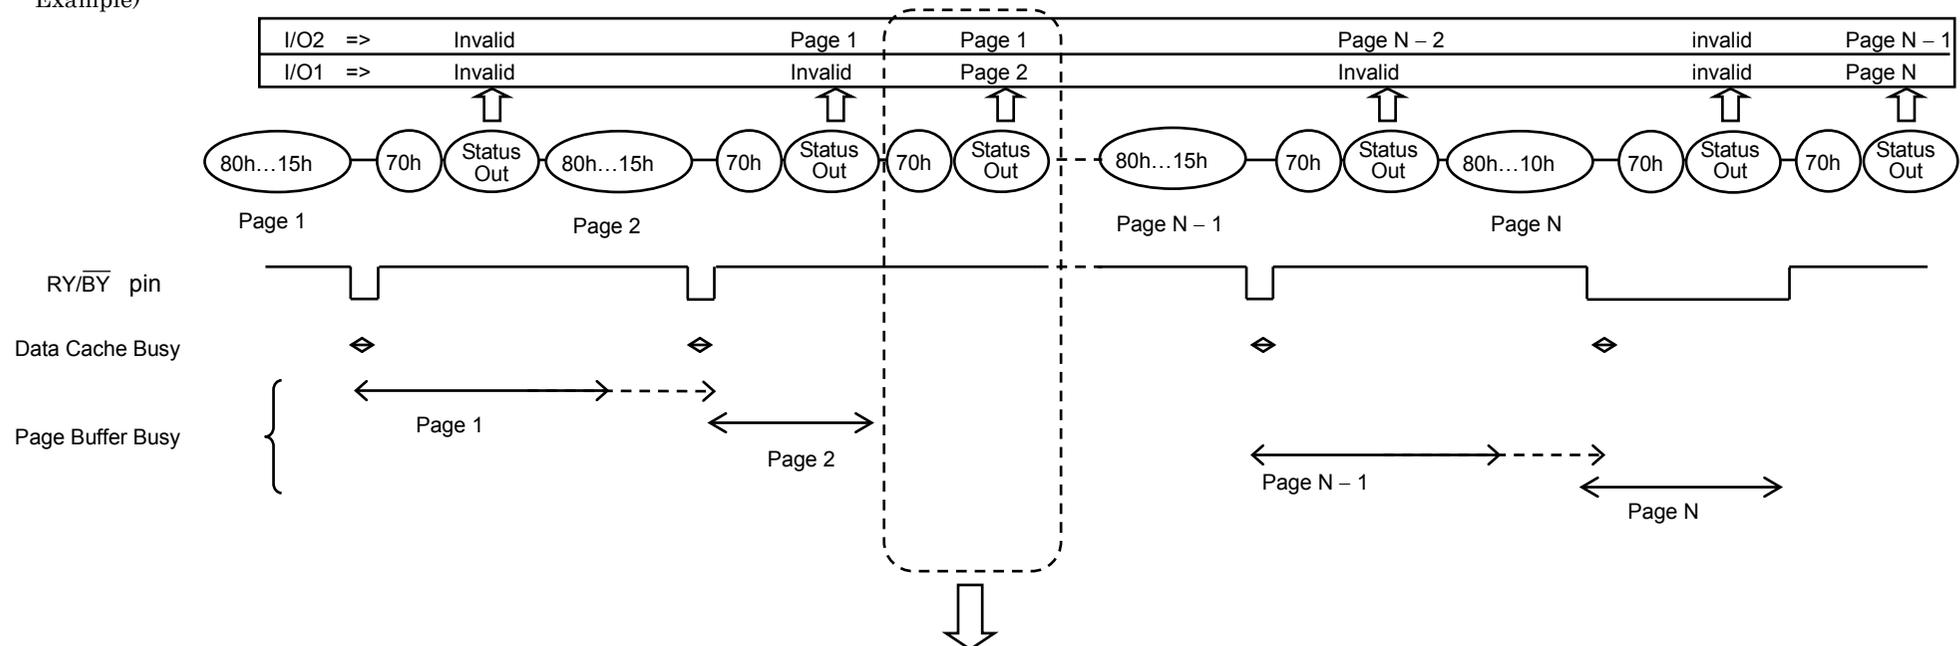 Example)
I/O2 => Invalid Page 1 Page 1 Page N – 2 invalid Page N – 1
I/O1 => Invalid Invalid Page 2 Invalid invalid Page N
80h…15h 70h Status Out 80h…15h 70h Status Out 70h Status Out 80h…15h 70h Status Out 80h…10h 70h Status Out 70h Status Out
Page 1 Page 2 Page N – 1 Page N
RY/B̅Y̅ pin
Data Cache Busy
Page 1
Page Buffer Busy
Page 2
Page N – 1
Page N